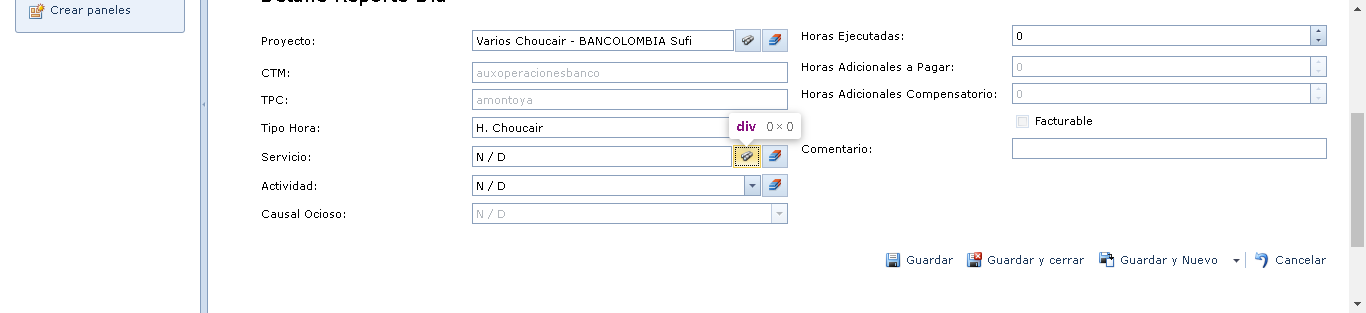 Crear paneles
Detalle Reporte Dia
Proyecto:
Varios Choucair - BANCOLOMBIA Sufi
CTM:
auxoperacionesbanco
TPC:
amontoya
Tipo Hora:
H. Choucair
div 0 × 0
Servicio:
N / D
Actividad:
N / D
Causal Ocioso:
N / D
Horas Ejecutadas:
0
Horas Adicionales a Pagar:
0
Horas Adicionales Compensatorio:
0
Facturable
Comentario:
Guardar
Guardar y cerrar
Guardar y Nuevo
Cancelar